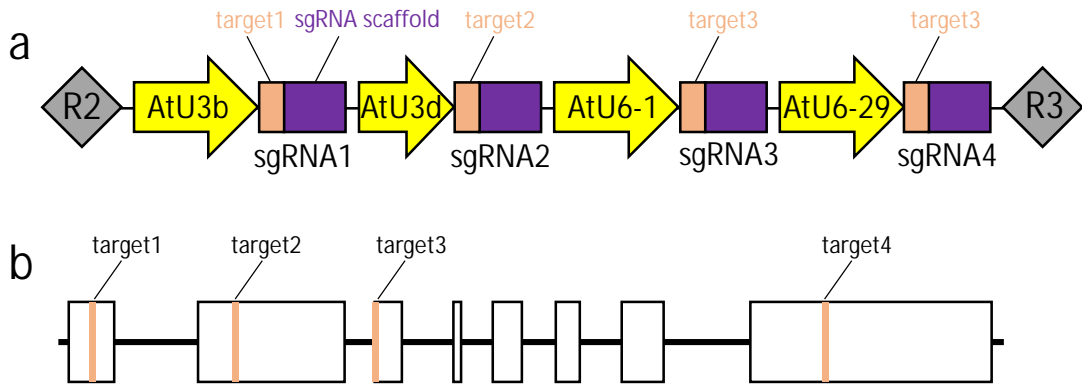 a
target1 sgRNA scaffold target2 target3 target3
R2 AtU3b AtU3d AtU6-1 AtU6-29 R3
sgRNA1 sgRNA2 sgRNA3 sgRNA4
b
target1 target2 target3 target4